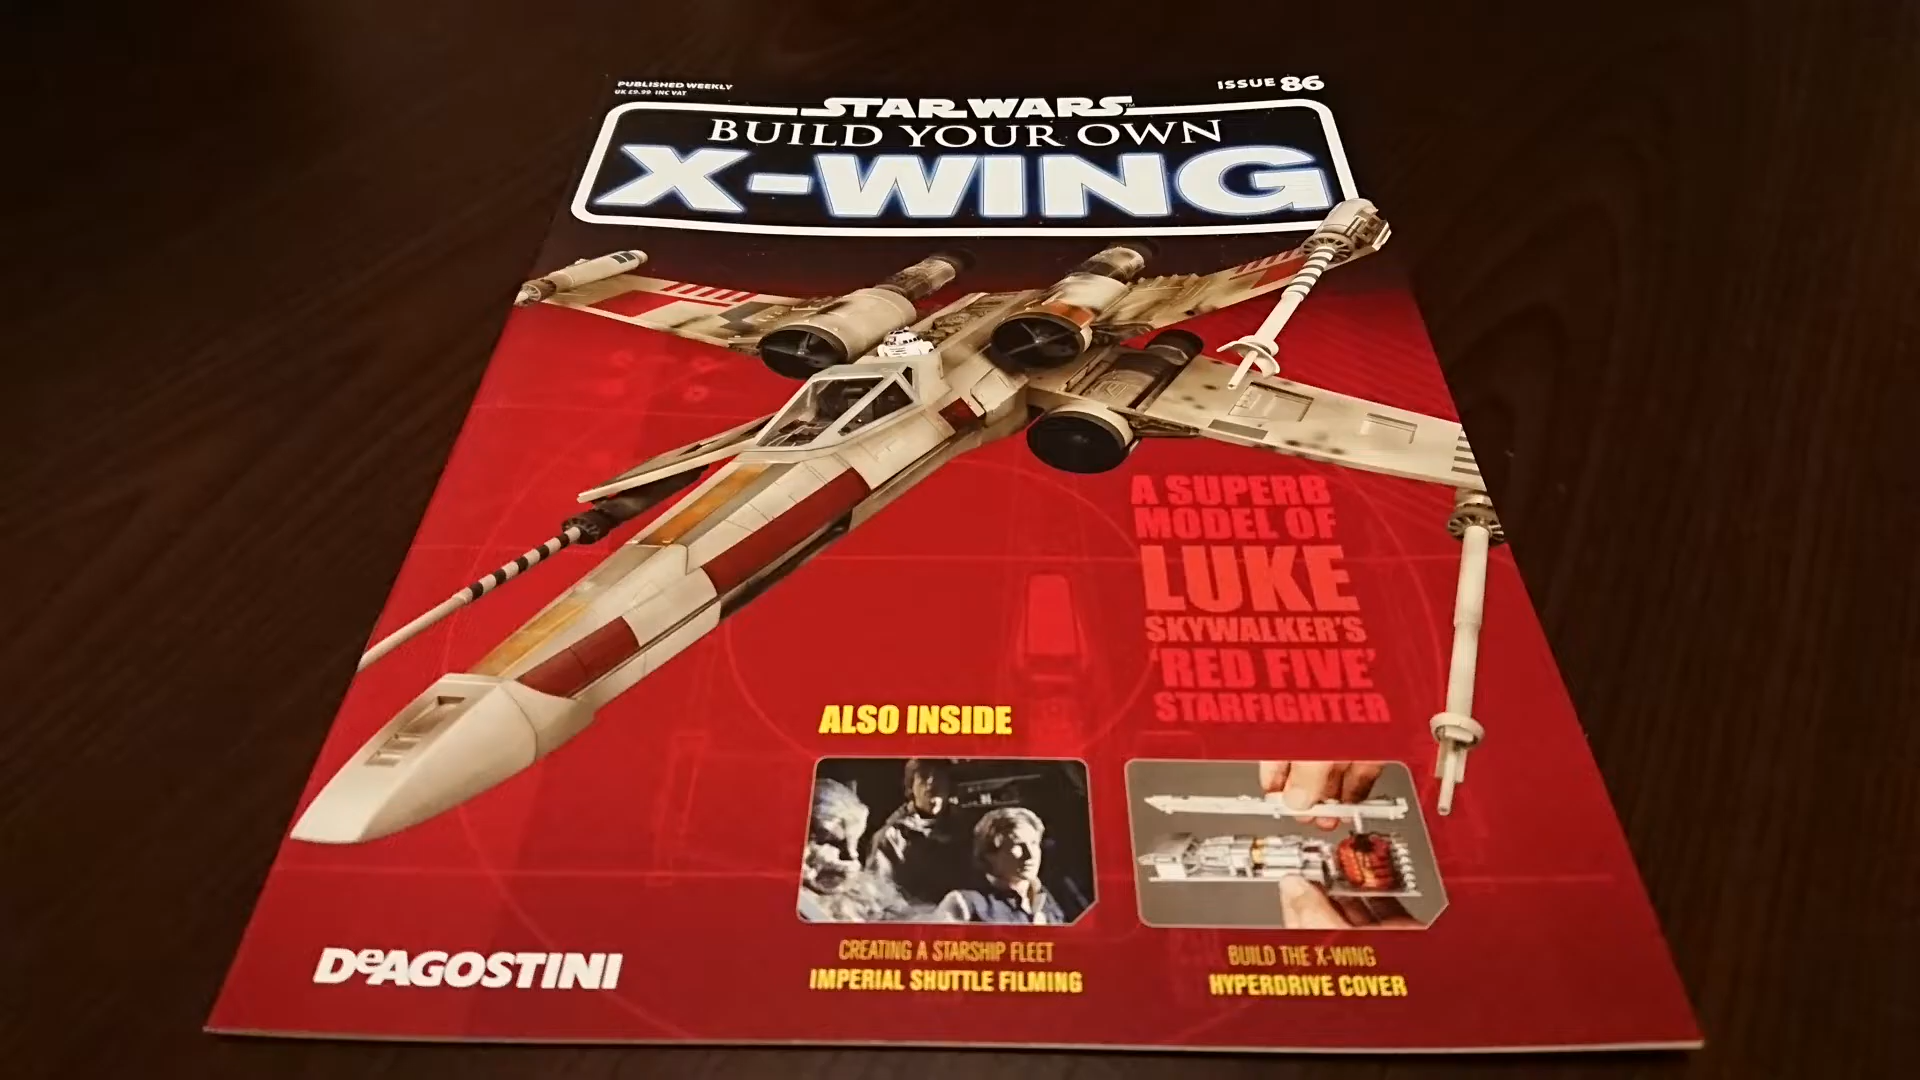 PUBLISHED WEEKLY
UK £9.99 INC VAT
ISSUE 86
STAR WARS™
BUILD YOUR OWN
X-WING
A SUPERB
MODEL OF
LUKE
SKYWALKER'S
'RED FIVE'
STARFIGHTER
ALSO INSIDE
CREATING A STARSHIP FLEET
IMPERIAL SHUTTLE FILMING
BUILD THE X-WING
HYPERDRIVE COVER
DeAGOSTINI